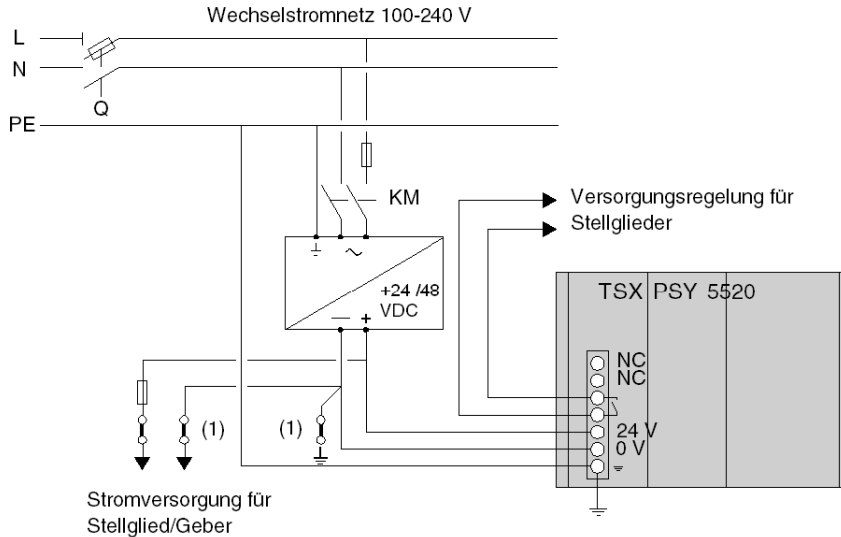 Wechselstromnetz 100-240 V
L
N
Q
PE
KM
Versorgungsregelung für
Stellglieder
+24 /48
VDC
— +
TSX PSY 5520
NC
NC
24 V
0 V
(1)
(1)
Stromversorgung für
Stellglied/Geber